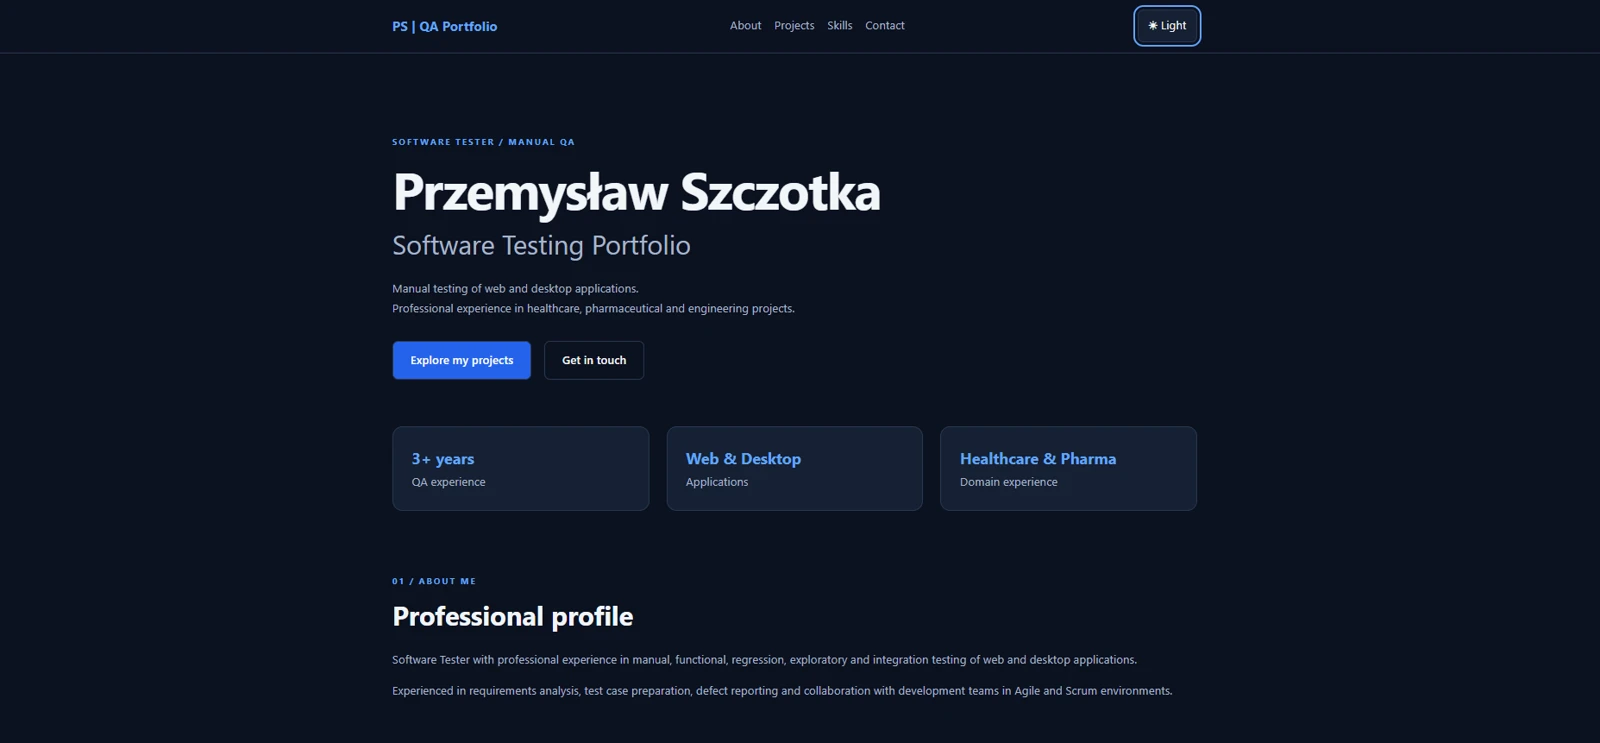 PS | QA Portfolio
About Projects Skills Contact
☀ Light
SOFTWARE TESTER / MANUAL QA
Przemysław Szczotka
Software Testing Portfolio
Manual testing of web and desktop applications.
Professional experience in healthcare, pharmaceutical and engineering projects.
Explore my projects
Get in touch
3+ years
QA experience
Web & Desktop
Applications
Healthcare & Pharma
Domain experience
01 / ABOUT ME
Professional profile
Software Tester with professional experience in manual, functional, regression, exploratory and integration testing of web and desktop applications.
Experienced in requirements analysis, test case preparation, defect reporting and collaboration with development teams in Agile and Scrum environments.